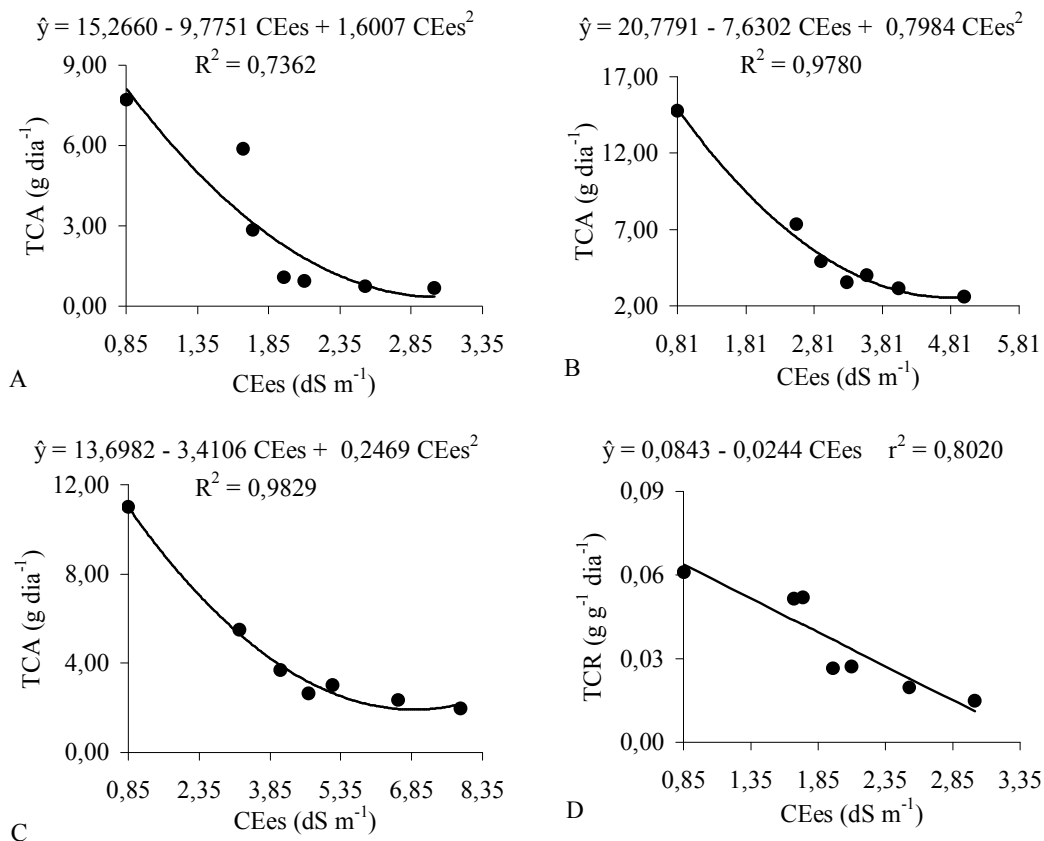 ŷ = 15,2660 - 9,7751 CEes + 1,6007 CEes²
R² = 0,7362
9,00
6,00
3,00
0,00
TCA (g dia⁻¹)
0,85 1,35 1,85 2,35 2,85 3,35
CEes (dS m⁻¹)
A
ŷ = 20,7791 - 7,6302 CEes + 0,7984 CEes²
R² = 0,9780
17,00
12,00
7,00
2,00
TCA (g dia⁻¹)
0,81 1,81 2,81 3,81 4,81 5,81
CEes (dS m⁻¹)
B
ŷ = 13,6982 - 3,4106 CEes + 0,2469 CEes²
R² = 0,9829
12,00
8,00
4,00
0,00
TCA (g dia⁻¹)
0,85 2,35 3,85 5,35 6,85 8,35
CEes (dS m⁻¹)
C
ŷ = 0,0843 - 0,0244 CEes r² = 0,8020
0,09
0,06
0,03
0,00
TCR (g g⁻¹ dia⁻¹)
0,85 1,35 1,85 2,35 2,85 3,35
CEes (dS m⁻¹)
D